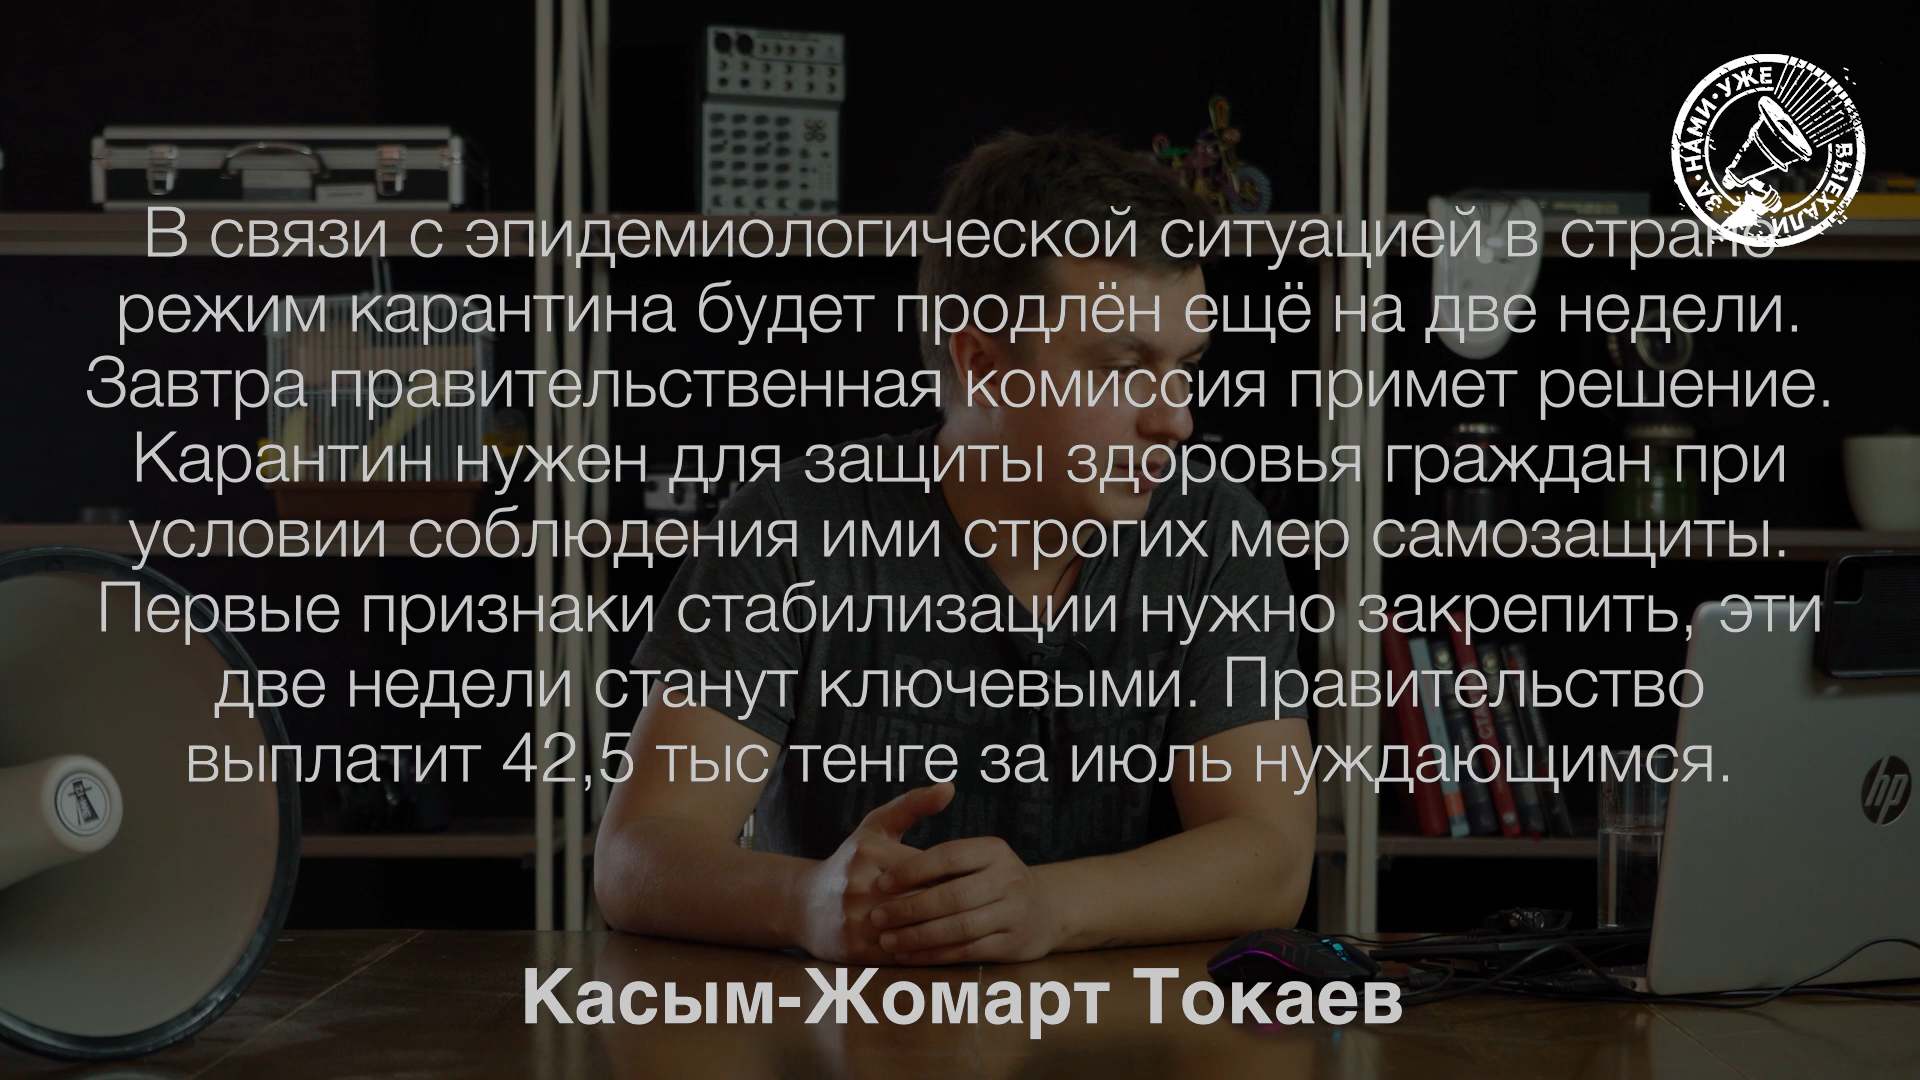 ЗА • НАМИ • УЖЕ ВЫЕХАЛИ
В связи с эпидемиологической ситуацией в стране
режим карантина будет продлён ещё на две недели.
Завтра правительственная комиссия примет решение.
Карантин нужен для защиты здоровья граждан при
условии соблюдения ими строгих мер самозащиты.
Первые признаки стабилизации нужно закрепить, эти
две недели станут ключевыми. Правительство
выплатит 42,5 тыс тенге за июль нуждающимся.
hp
Касым-Жомарт Токаев